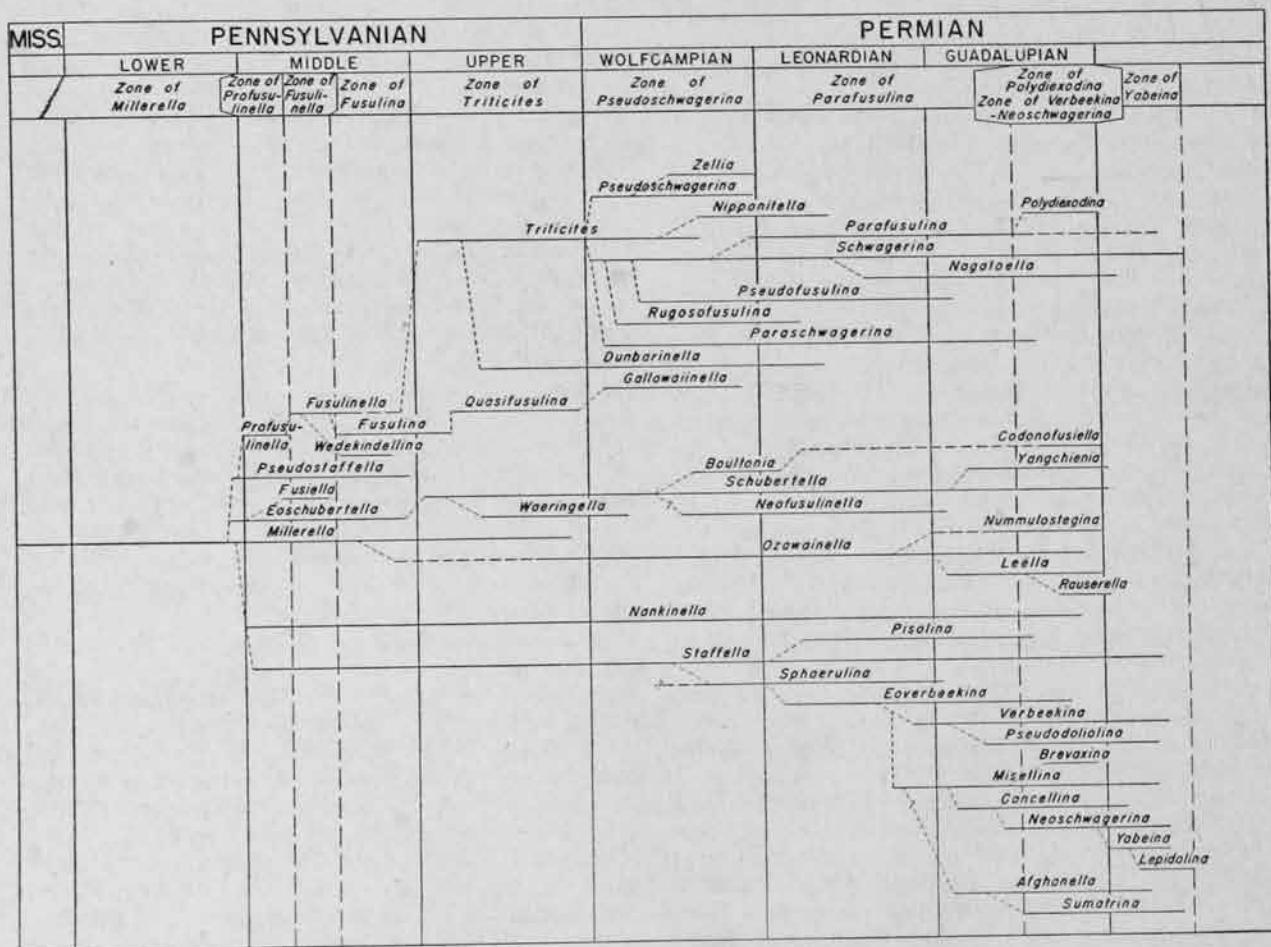 MISS.
PENNSYLVANIAN
PERMIAN
LOWER
MIDDLE
UPPER
WOLFCAMPIAN
LEONARDIAN
GUADALUPIAN
Zone of
Millerella
Zone of
Profusu-
linella
Zone of
Fusuli-
nella
Zone of
Fusulina
Zone of
Triticites
Zone of
Pseudoschwagerina
Zone of
Parafusulina
Zone of
Polydiexodina
Zone of Verbeekina
-Neoschwagerina
Zone of
Yabeina
Zellia
Pseudoschwagerina
Nipponitella
Polydiexodina
Triticites
Parafusulina
Schwagerina
Nagatoella
Pseudofusulina
Rugosofusulina
Paraschwagerina
Dunbarinella
Gallowaiinella
Fusulinella
Quasifusulina
Profusu-
linella
Fusulina
Wedekindellina
Codonofusiella
Pseudostaffella
Boultonia
Yangchienia
Fusiella
Schubertella
Eoschubertella
Waeringella
Neofusulinella
Millerella
Nummulostegina
Ozawainella
Leella
Rauserella
Nankinella
Pisolina
Staffella
Sphaerulina
Eoverbeekina
Verbeekina
Pseudodoliolina
Brevaxina
Misellina
Cancellina
Neoschwagerina
Yabeina
Lepidolina
Afghanella
Sumatrina